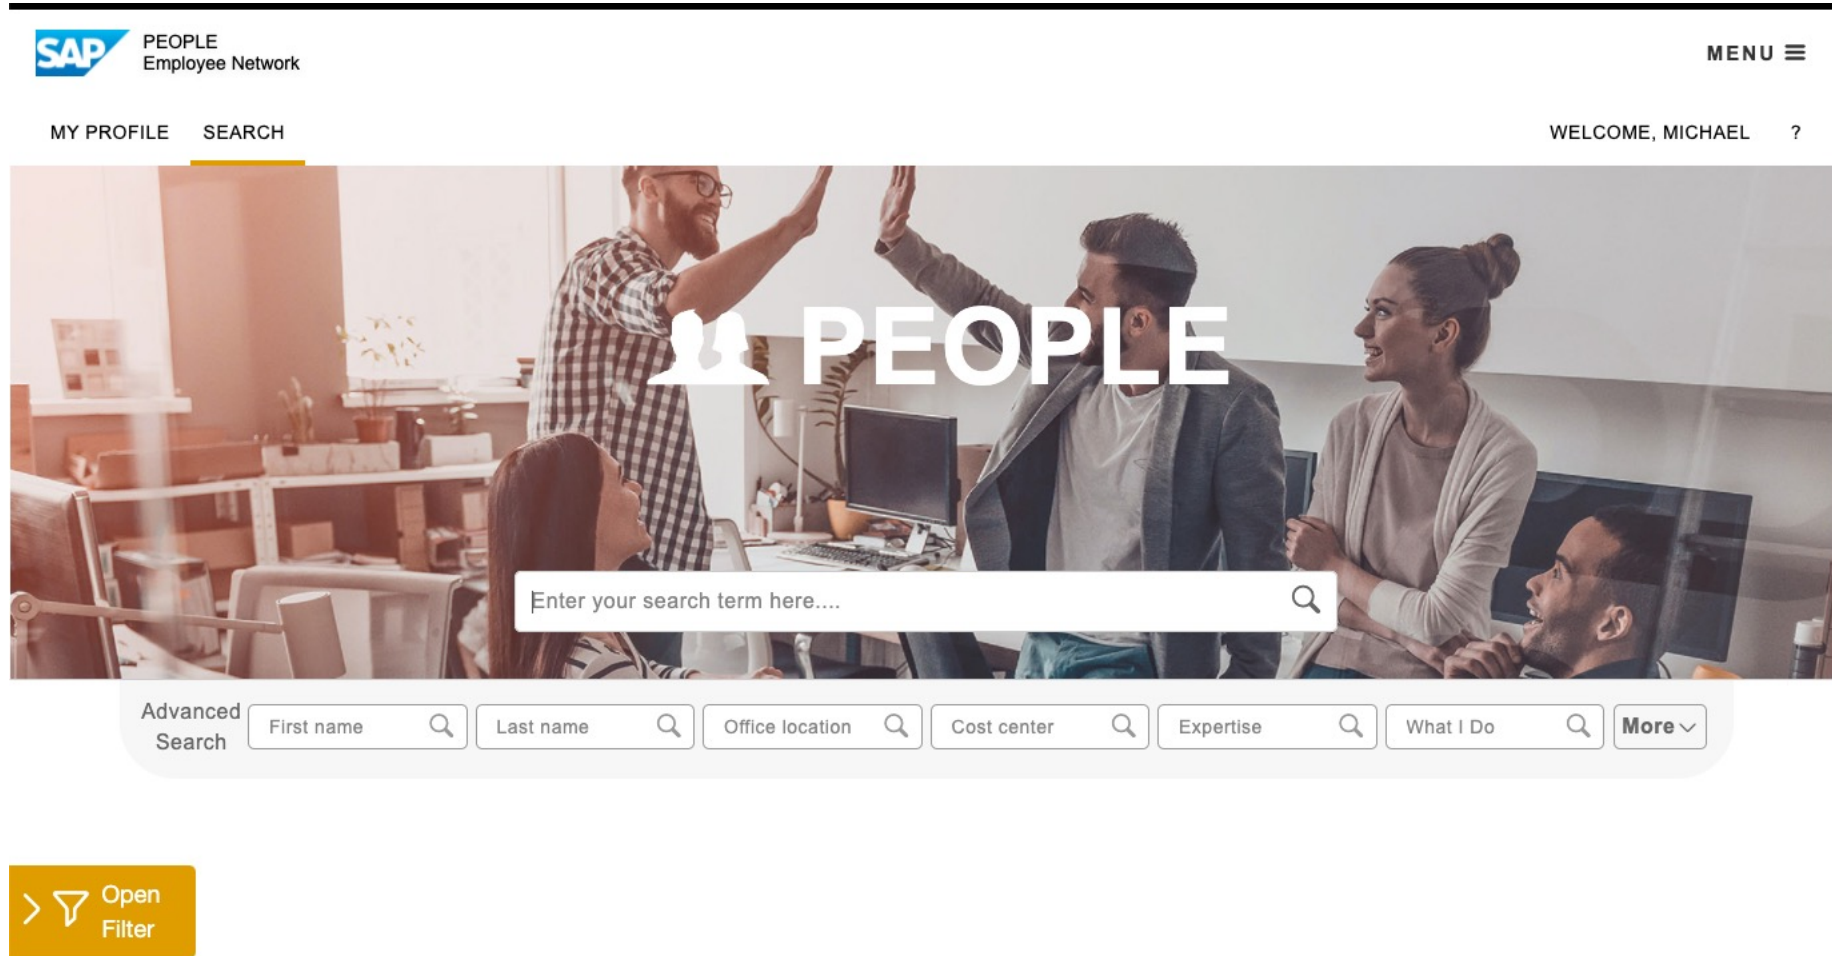 SAP
PEOPLE
Employee Network
MENU
MY PROFILE SEARCH
WELCOME, MICHAEL ?
PEOPLE
Enter your search term here....
Advanced
Search
First name
Last name
Office location
Cost center
Expertise
What I Do
More
Open
Filter